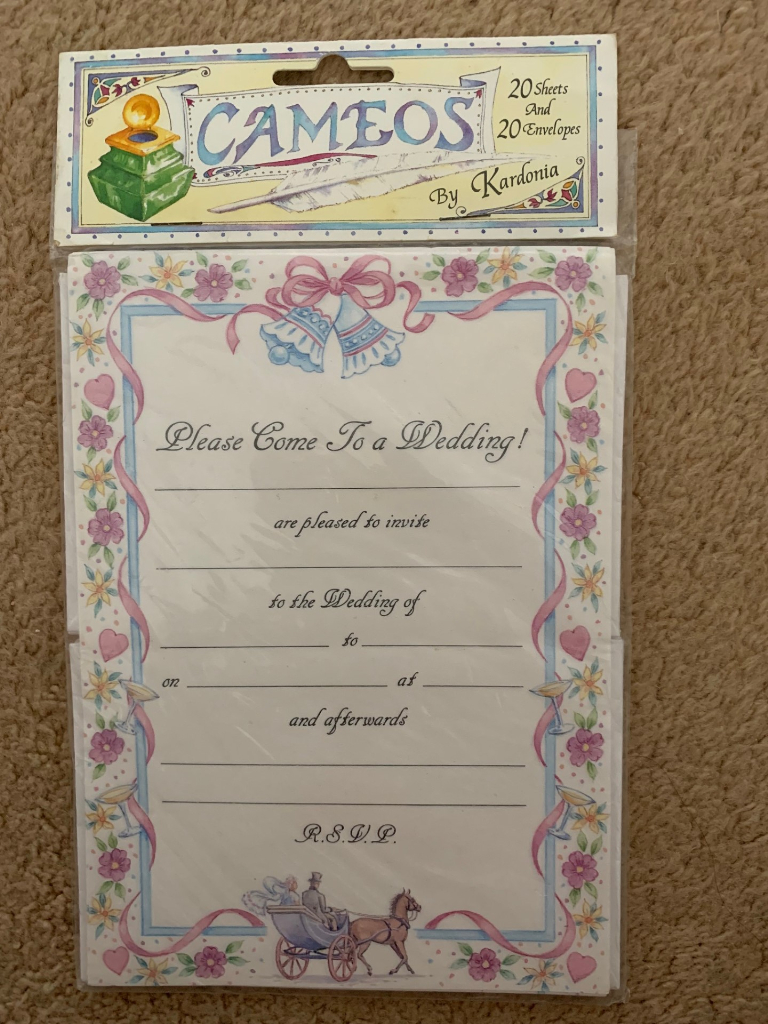 CAMEOS
20 Sheets
And
20 Envelopes
By Kardonia
Please Come To a Wedding!
are pleased to invite
to the Wedding of
to
on at
and afterwards
R.S.V.P.